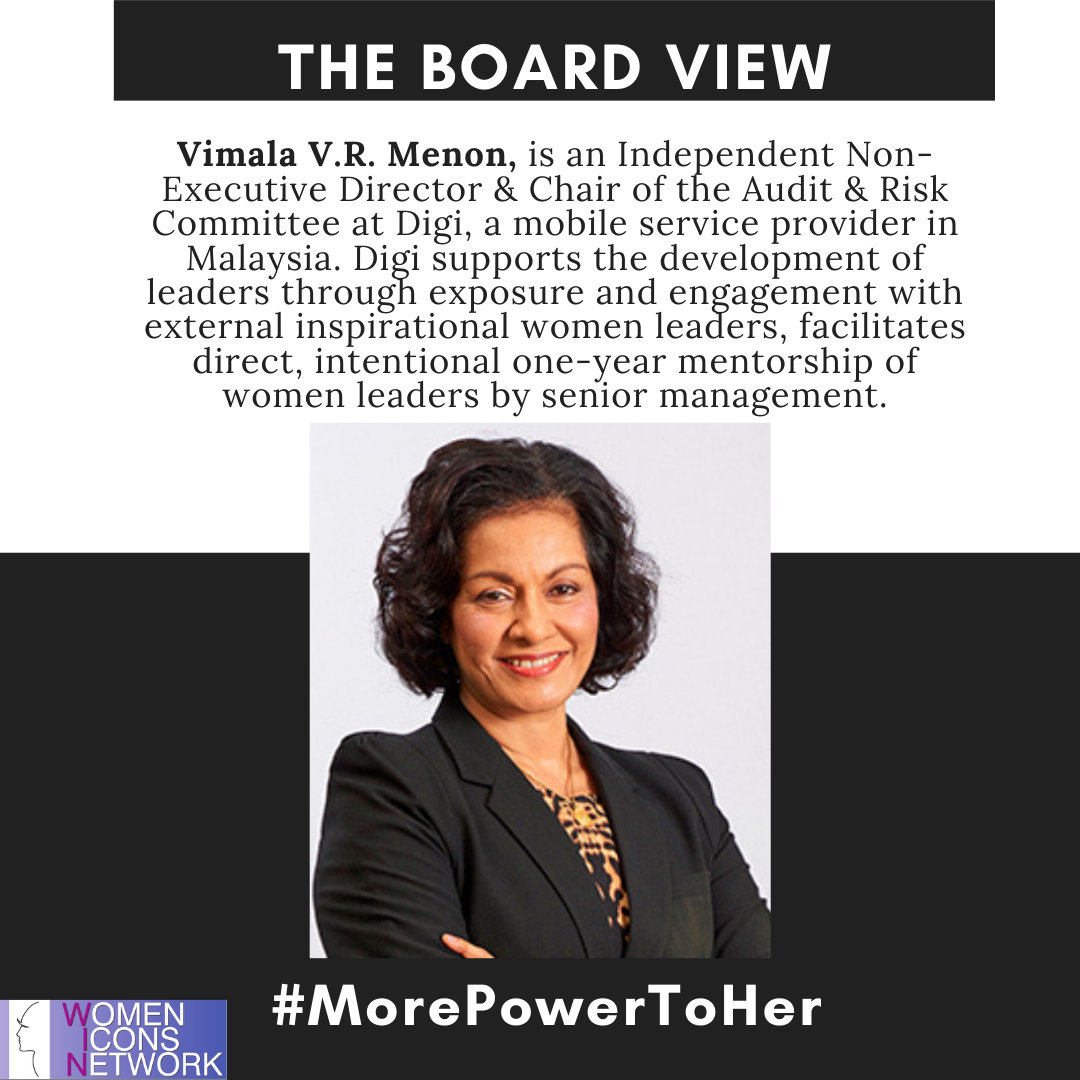 THE BOARD VIEW
Vimala V.R. Menon, is an Independent Non-
Executive Director & Chair of the Audit & Risk
Committee at Digi, a mobile service provider in
Malaysia. Digi supports the development of
leaders through exposure and engagement with
external inspirational women leaders, facilitates
direct, intentional one-year mentorship of
women leaders by senior management.
#MorePowerToHer
WOMEN
ICONS
NETWORK